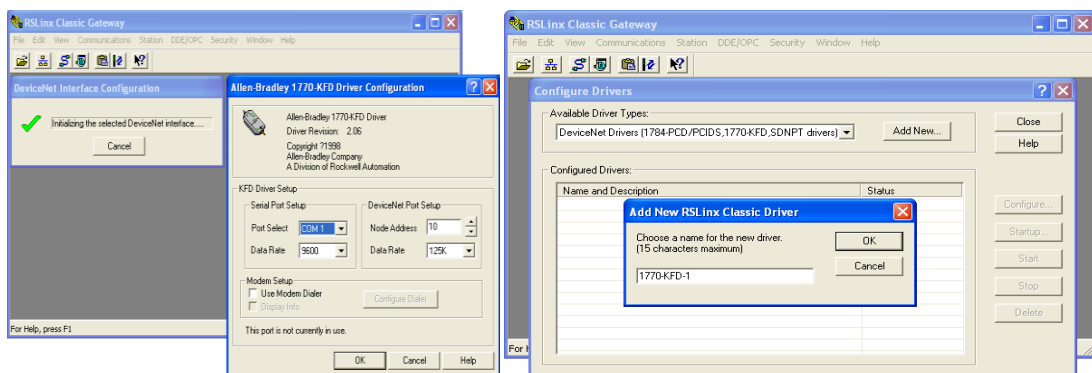 RSLinx Classic Gateway
File Edit View Communications Station DDE/OPC Security Window Help
DeviceNet Interface Configuration
Initializing the selected DeviceNet interface.....
Cancel
For Help, press F1
Allen-Bradley 1770-KFD Driver Configuration
Allen-Bradley 1770-KFD Driver
Driver Revision: 2.06
Copyright ?1998
Allen-Bradley Company
A Division of Rockwell Automation
KFD Driver Setup
Serial Port Setup
Port Select COM 1
Data Rate 9600
DeviceNet Port Setup
Node Address 10
Data Rate 125K
Modem Setup
Use Modem Dialer
Display Info
Configure Dialer
This port is not currently in use.
OK Cancel Help
RSLinx Classic Gateway
File Edit View Communications Station DDE/OPC Security Window Help
Configure Drivers
Available Driver Types:
DeviceNet Drivers (1784-PCD/PCIDS,1770-KFD,SDNPT drivers)
Add New...
Close
Help
Configured Drivers:
Name and Description Status
Configure...
Startup...
Start
Stop
Delete
Add New RSLinx Classic Driver
Choose a name for the new driver.
(15 characters maximum)
OK
Cancel
1770-KFD-1
For